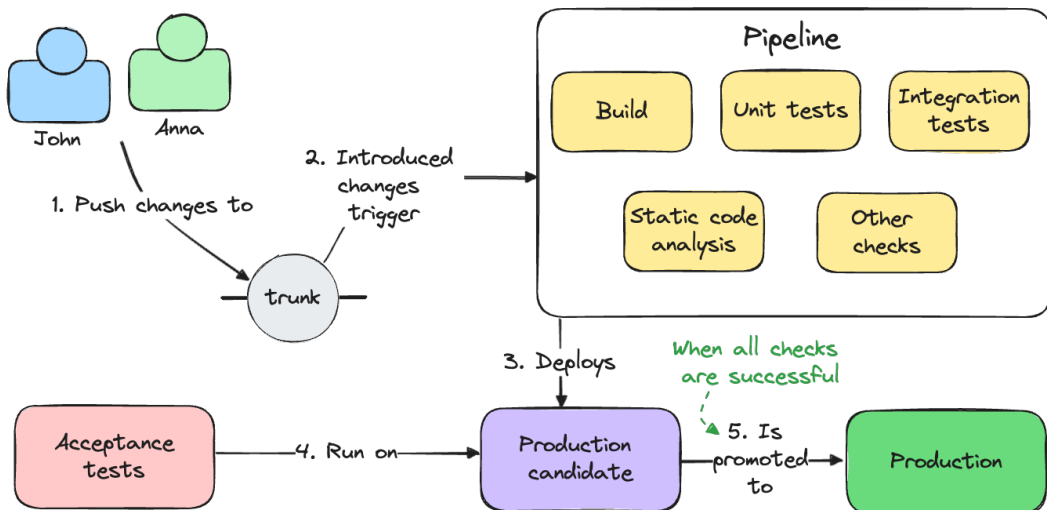 John
Anna
1. Push changes to
trunk
2. Introduced
changes
trigger
Pipeline
Build
Unit tests
Integration
tests
Static code
analysis
Other
checks
3. Deploys
When all checks
are successful
Acceptance
tests
4. Run on
Production
candidate
5. Is
promoted
to
Production